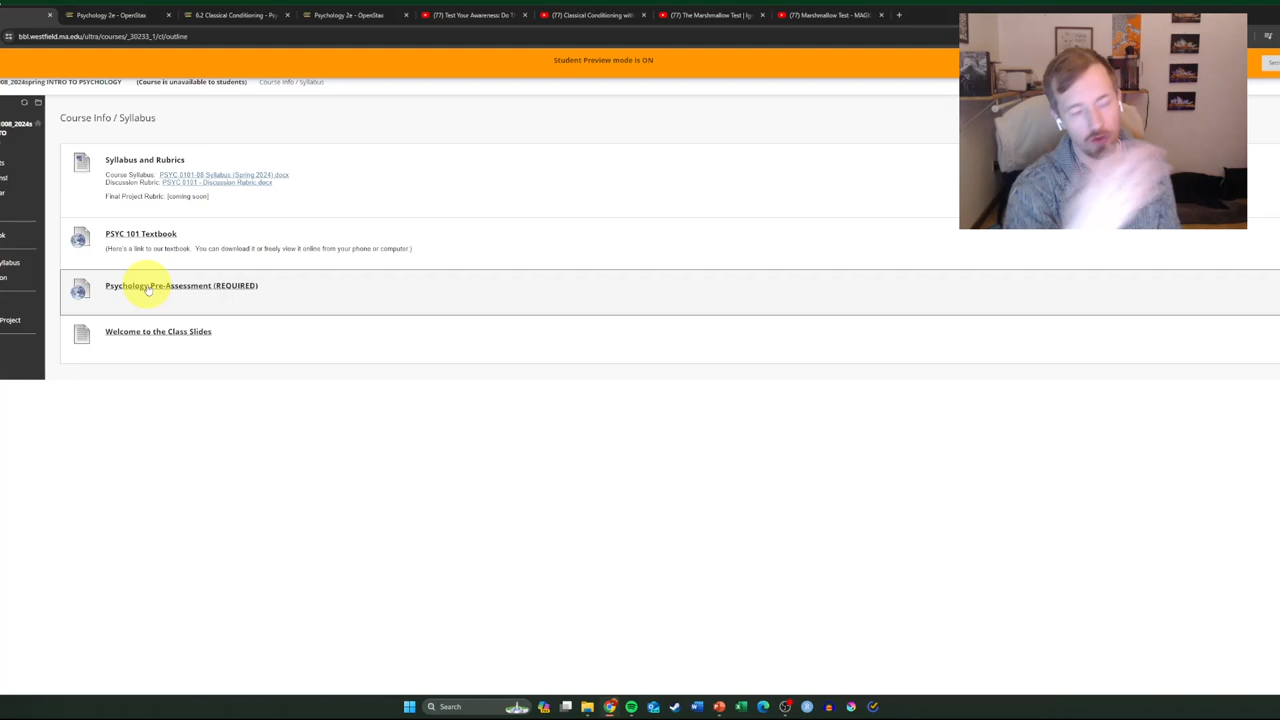 Psychology 2e - OpenStax
6.2 Classical Conditioning - Psy
Psychology 2e - OpenStax
(77) Test Your Awareness: Do T
(77) Classical Conditioning with
(77) The Marshmallow Test | Ig
(77) Marshmallow Test - MAGIC
bbl.westfield.ma.edu/ultra/courses/_30233_1/cl/outline
Student Preview mode is ON
008_2024spring INTRO TO PSYCHOLOGY (Course is unavailable to students) Course Info / Syllabus
Course Info / Syllabus
008_2024s
Syllabus and Rubrics
Course Syllabus: PSYC 0101-08 Syllabus (Spring 2024).docx
Discussion Rubric: PSYC 0101 - Discussion Rubric.docx
Final Project Rubric: [coming soon]
PSYC 101 Textbook
(Here's a link to our textbook. You can download it or freely view it online from your phone or computer.)
Psychology Pre-Assessment (REQUIRED)
Project
Welcome to the Class Slides
Search